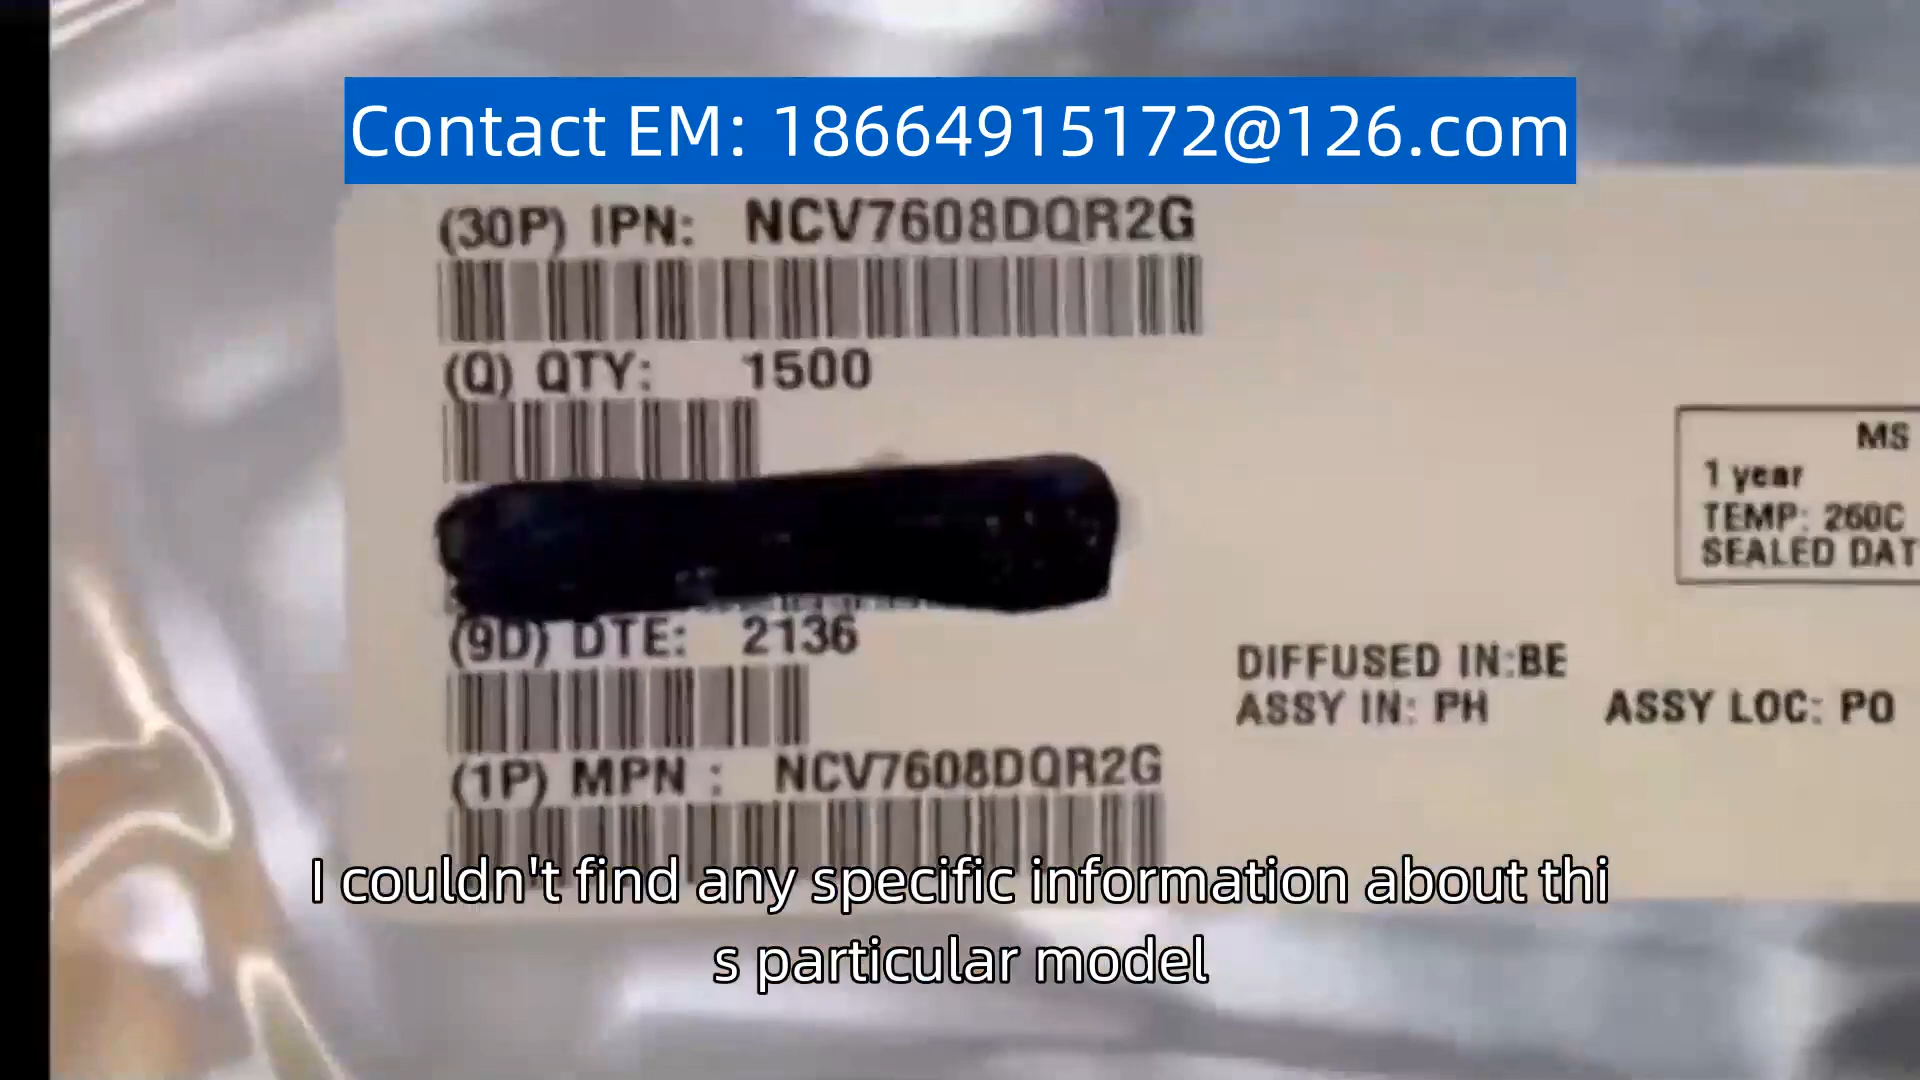 Contact EM: 18664915172@126.com
(30P) IPN: NCV7608DQR2G
(Q) QTY: 1500
MS
1 year
TEMP: 260C
SEALED DAT
(9D) DTE: 2136
DIFFUSED IN:BE
ASSY IN: PH ASSY LOC: PO
(1P) MPN : NCV7608DQR2G
I couldn't find any specific information about thi
s particular model